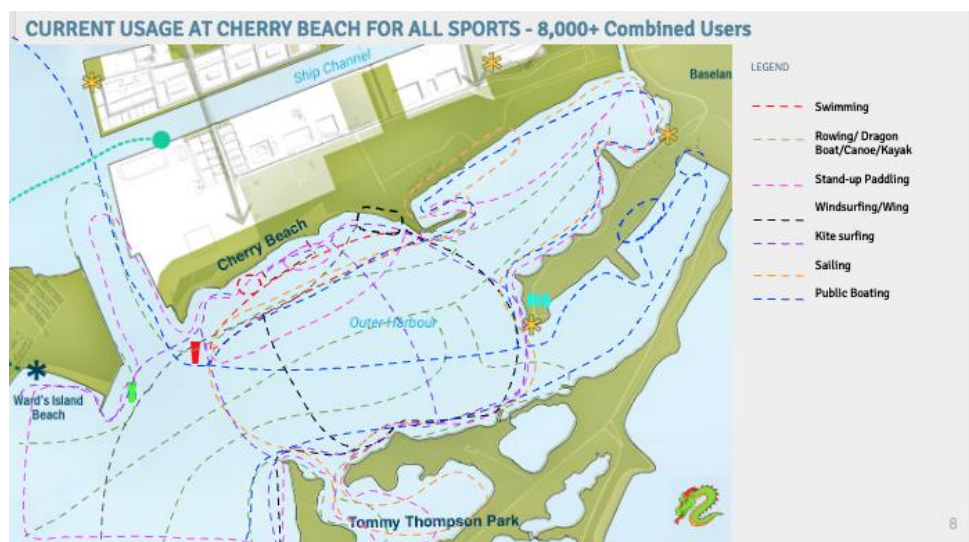 CURRENT USAGE AT CHERRY BEACH FOR ALL SPORTS - 8,000+ Combined Users
Ship Channel
Baselan
LEGEND
Swimming
Rowing/ Dragon
Boat/Canoe/Kayak
Stand-up Paddling
Windsurfing/Wing
Kite surfing
Sailing
Public Boating
Cherry Beach
Outer Harbour
Ward's Island
Beach
Tommy Thompson Park
8